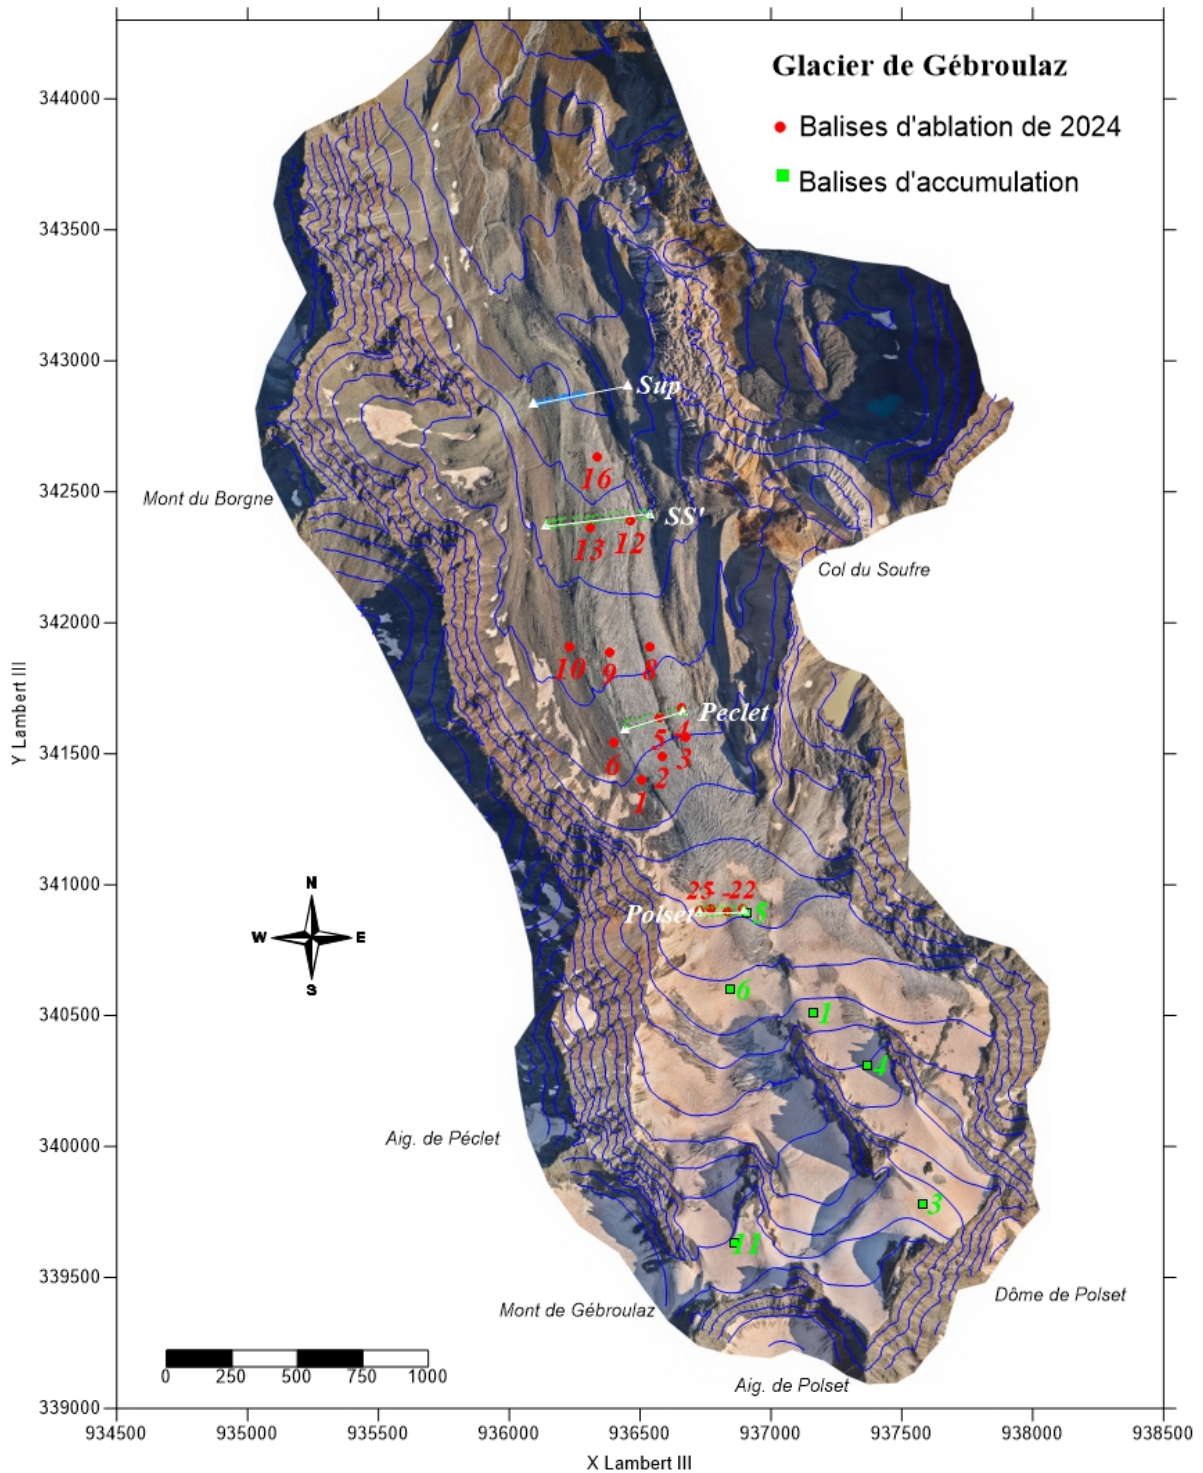 Glacier de Gébroulaz
Balises d'ablation de 2024
Balises d'accumulation
344000
343500
343000
342500
342000
341500
341000
340500
340000
339500
339000
Y Lambert III
Sup
16
Mont du Borgne
SS'
13
12
Col du Soufre
10
9
8
Peclet
4
5
3
6
2
1
25 - 22
Polset
5
N
W
E
S
6
1
4
Aig. de Péclet
3
11
Mont de Gébroulaz
Dôme de Polset
Aig. de Polset
0 250 500 750 1000
934500 935000 935500 936000 936500 937000 937500 938000 938500
X Lambert III